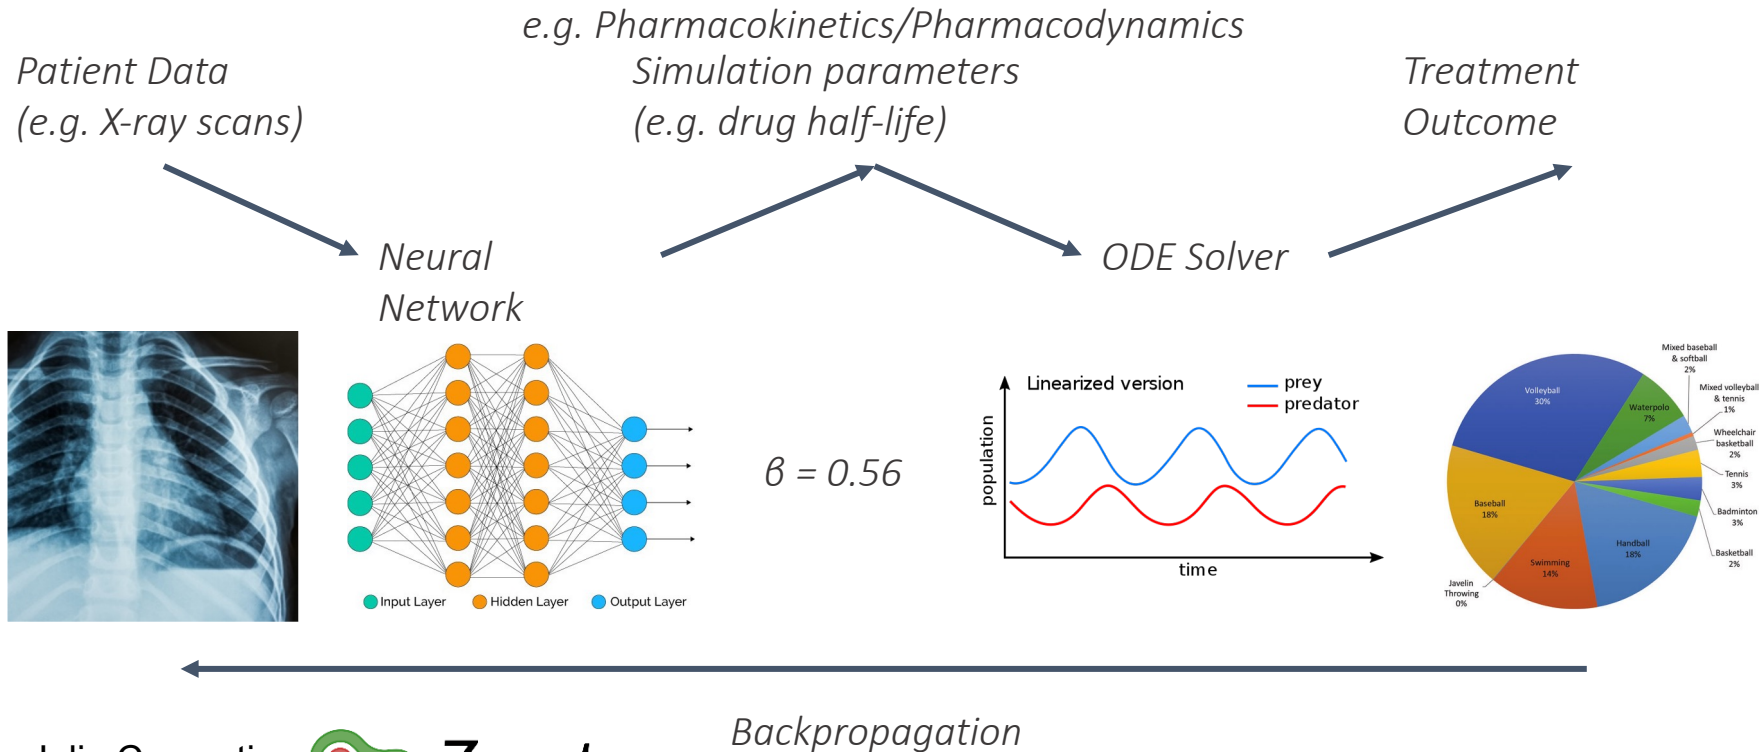 e.g. Pharmacokinetics/Pharmacodynamics
Patient Data
(e.g. X-ray scans)
Simulation parameters
(e.g. drug half-life)
Treatment
Outcome
Neural
Network
ODE Solver
Input Layer
Hidden Layer
Output Layer
β = 0.56
Linearized version
prey
predator
population
time
Mixed baseball
& softball
2%
Mixed volleyball
& tennis
1%
Wheelchair
basketball
2%
Tennis
3%
Badminton
3%
Basketball
2%
Volleyball
30%
Waterpolo
7%
Baseball
18%
Handball
18%
Swimming
14%
Javelin
Throwing
0%
Backpropagation